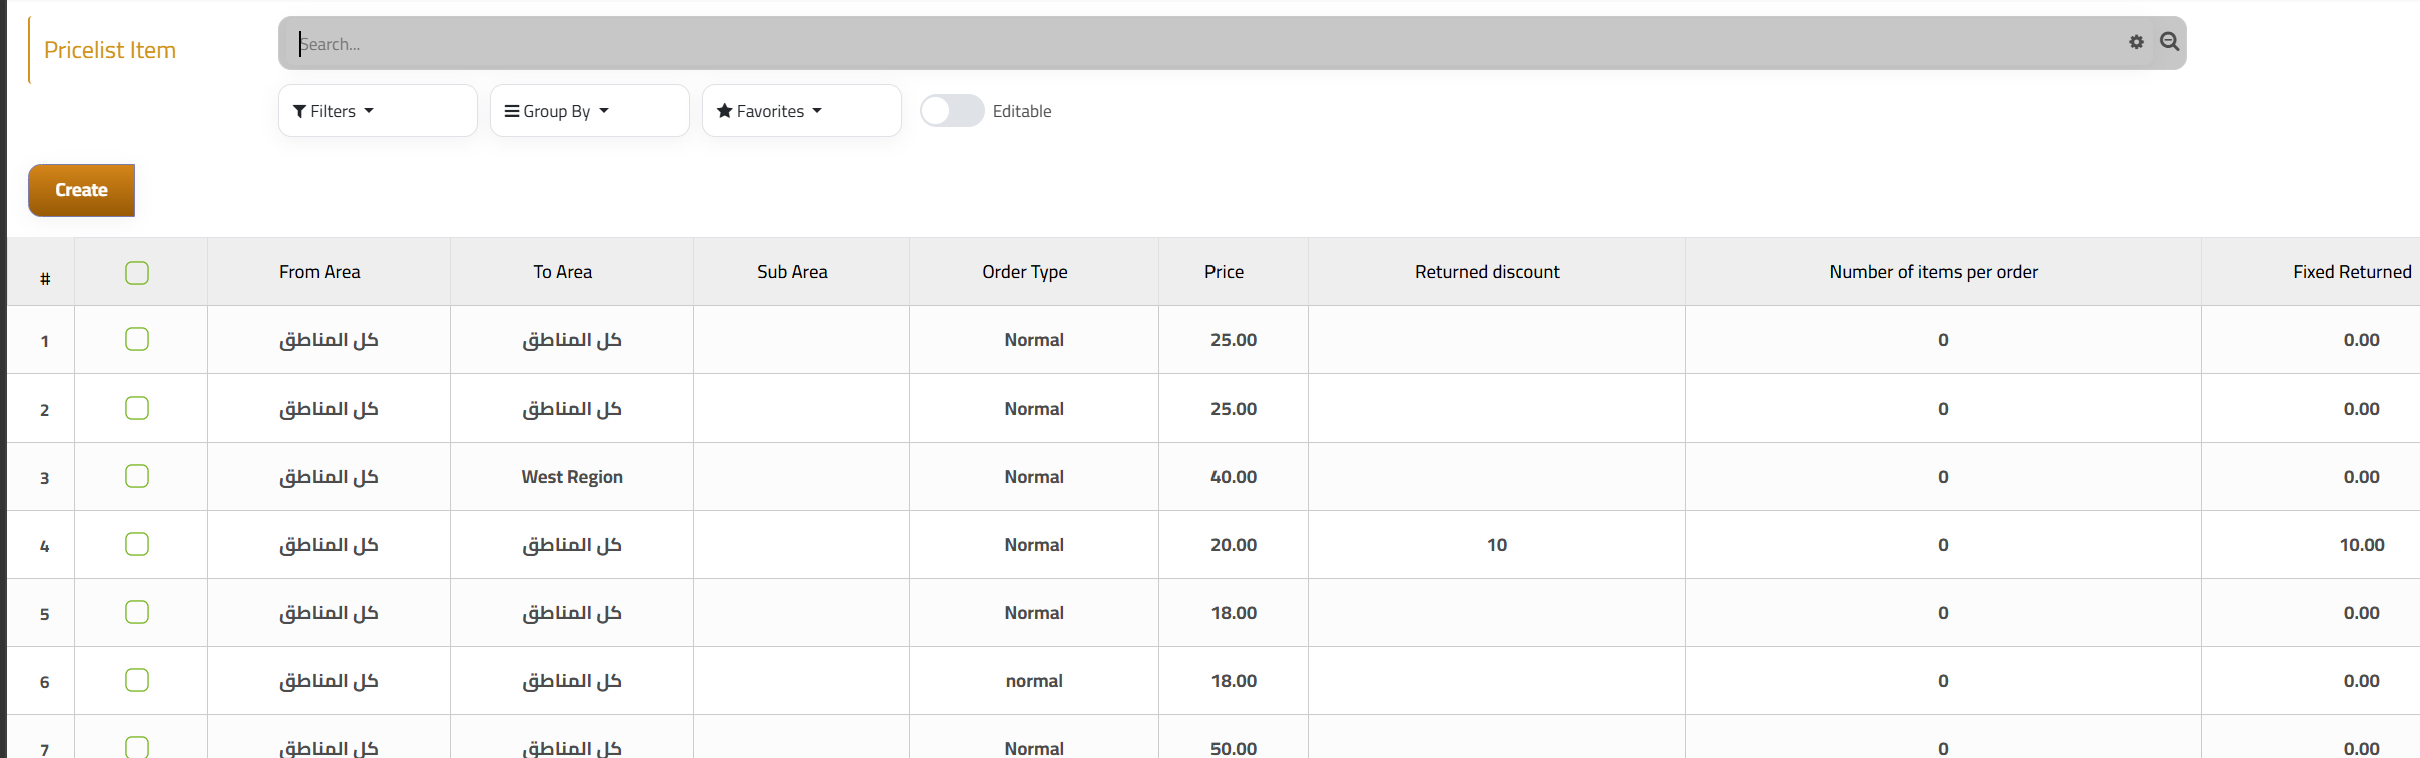 Pricelist Item
Search...
Filters Group By Favorites Editable
Create
# From Area To Area Sub Area Order Type Price Returned discount Number of items per order Fixed Returned
1 كل المناطق كل المناطق Normal 25.00 0 0.00
2 كل المناطق كل المناطق Normal 25.00 0 0.00
3 كل المناطق West Region Normal 40.00 0 0.00
4 كل المناطق كل المناطق Normal 20.00 10 0 10.00
5 كل المناطق كل المناطق Normal 18.00 0 0.00
6 كل المناطق كل المناطق normal 18.00 0 0.00
7 كل المناطق كل المناطق Normal 50.00 0 0.00